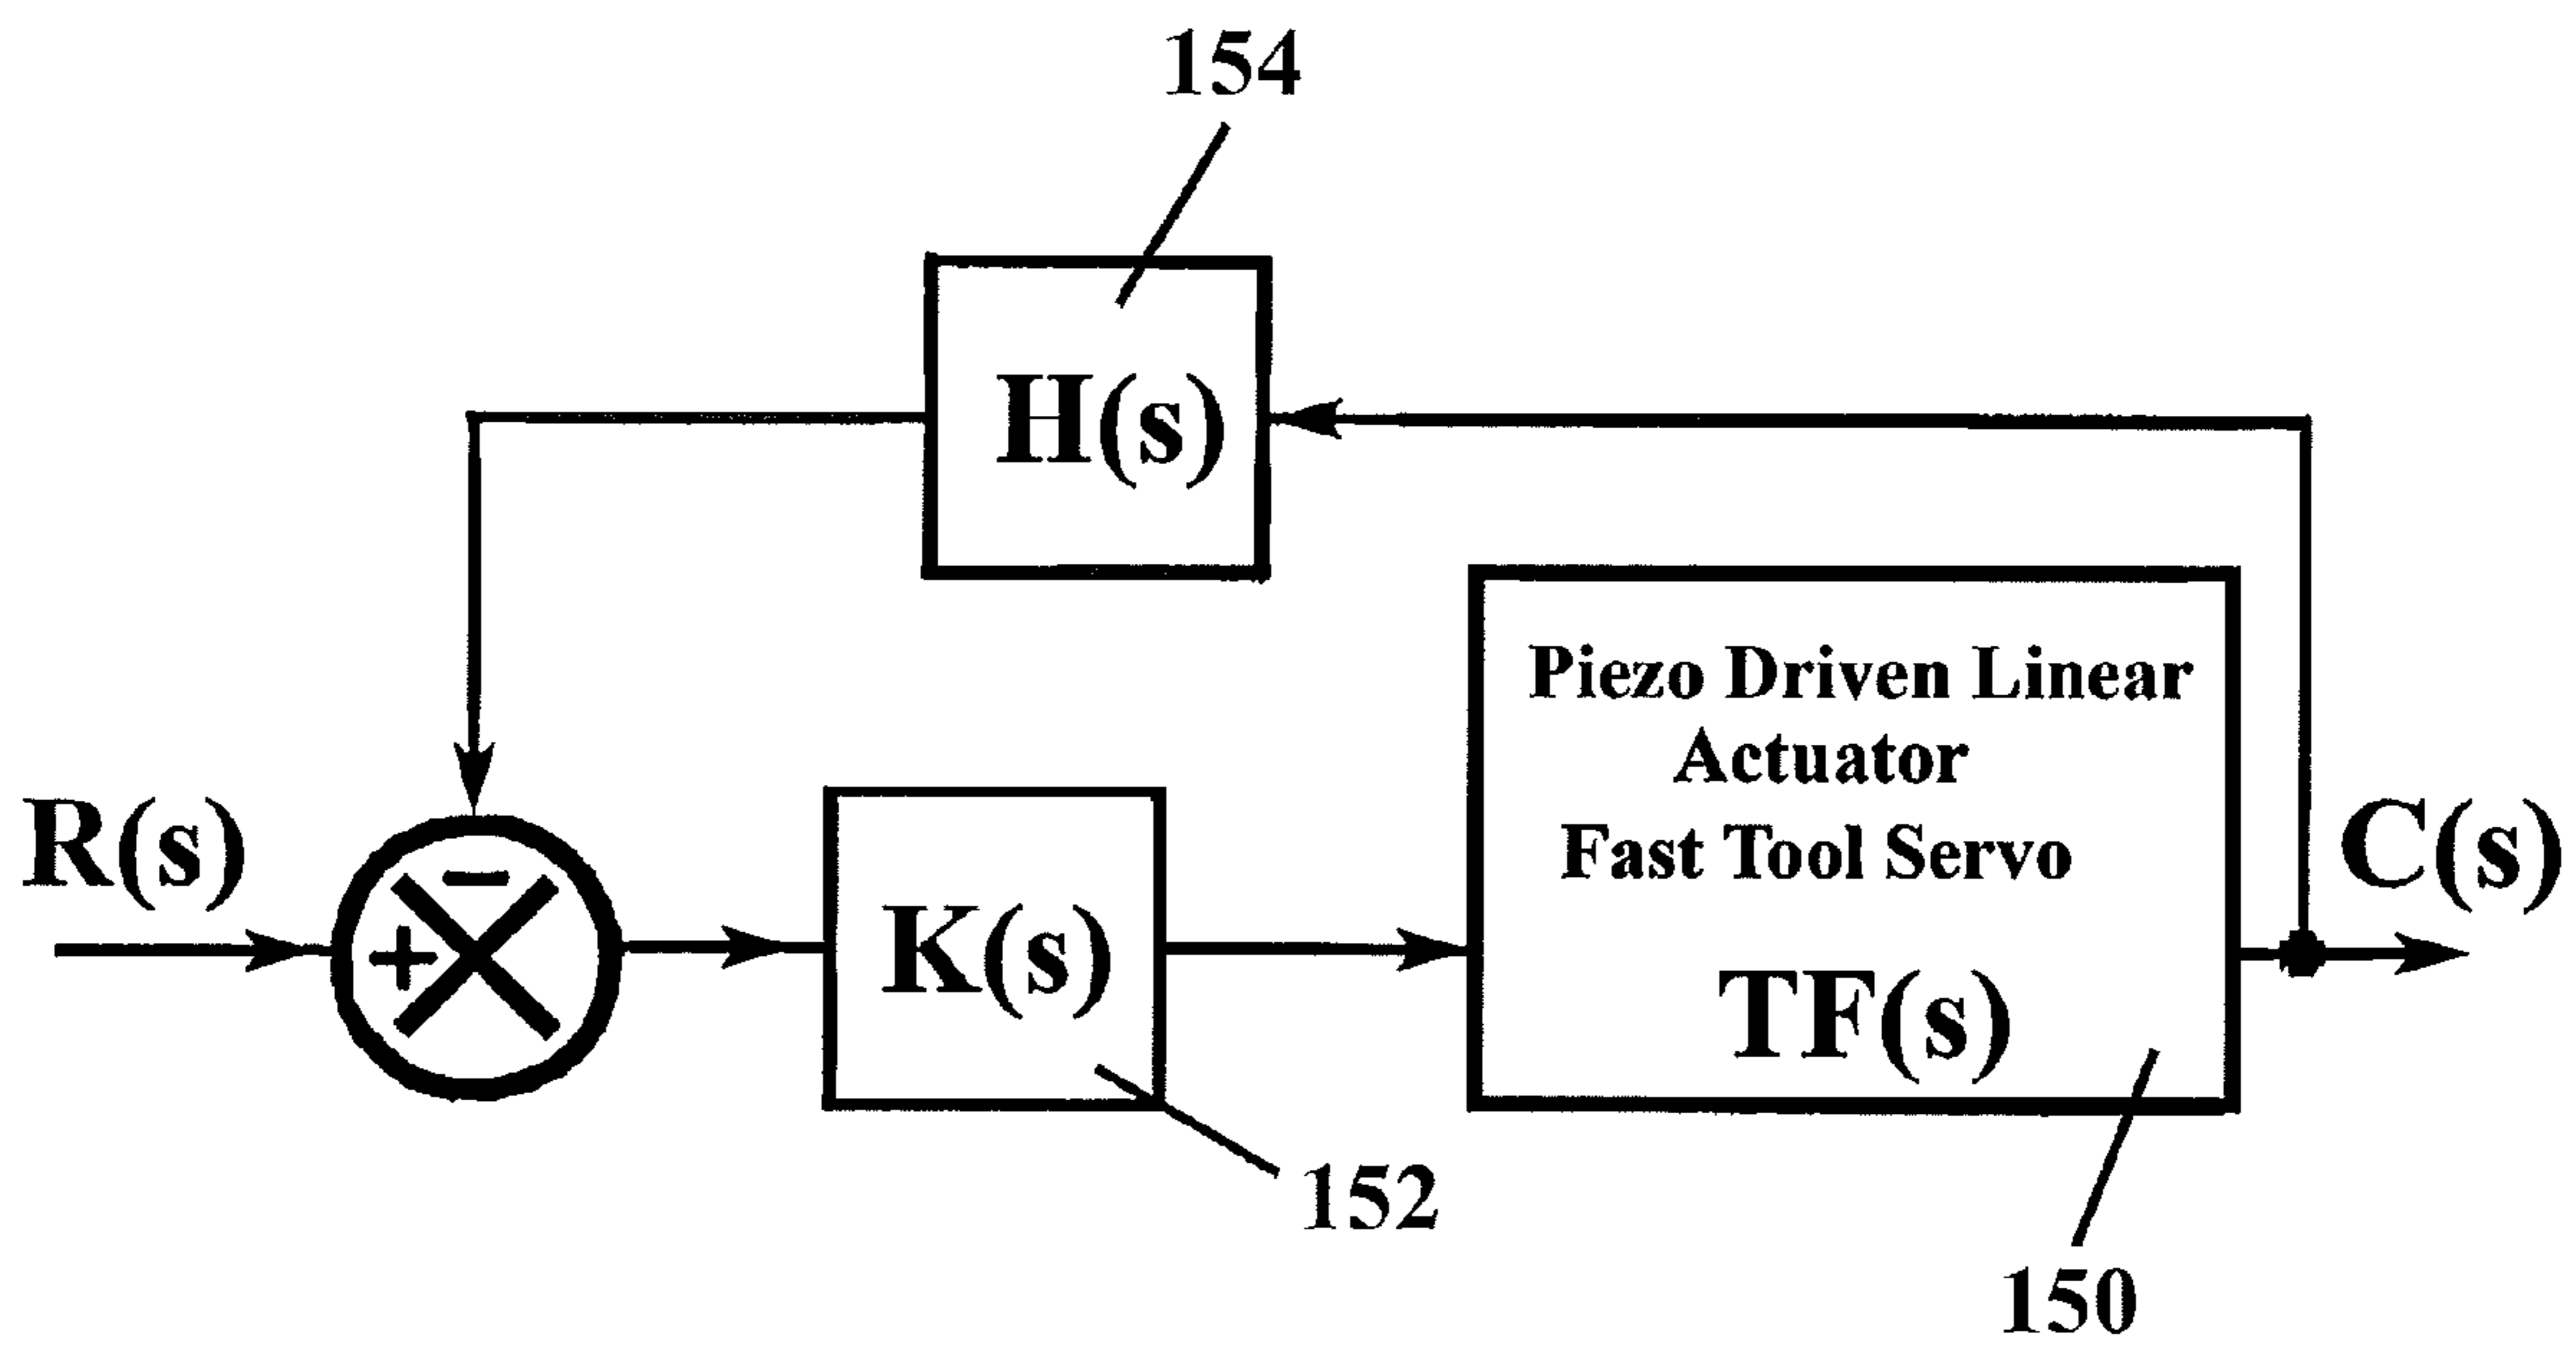 154
H(s)
Piezo Driven Linear
Actuator
Fast Tool Servo
R(s)
C(s)
−
+
K(s)
TF(s)
152
150